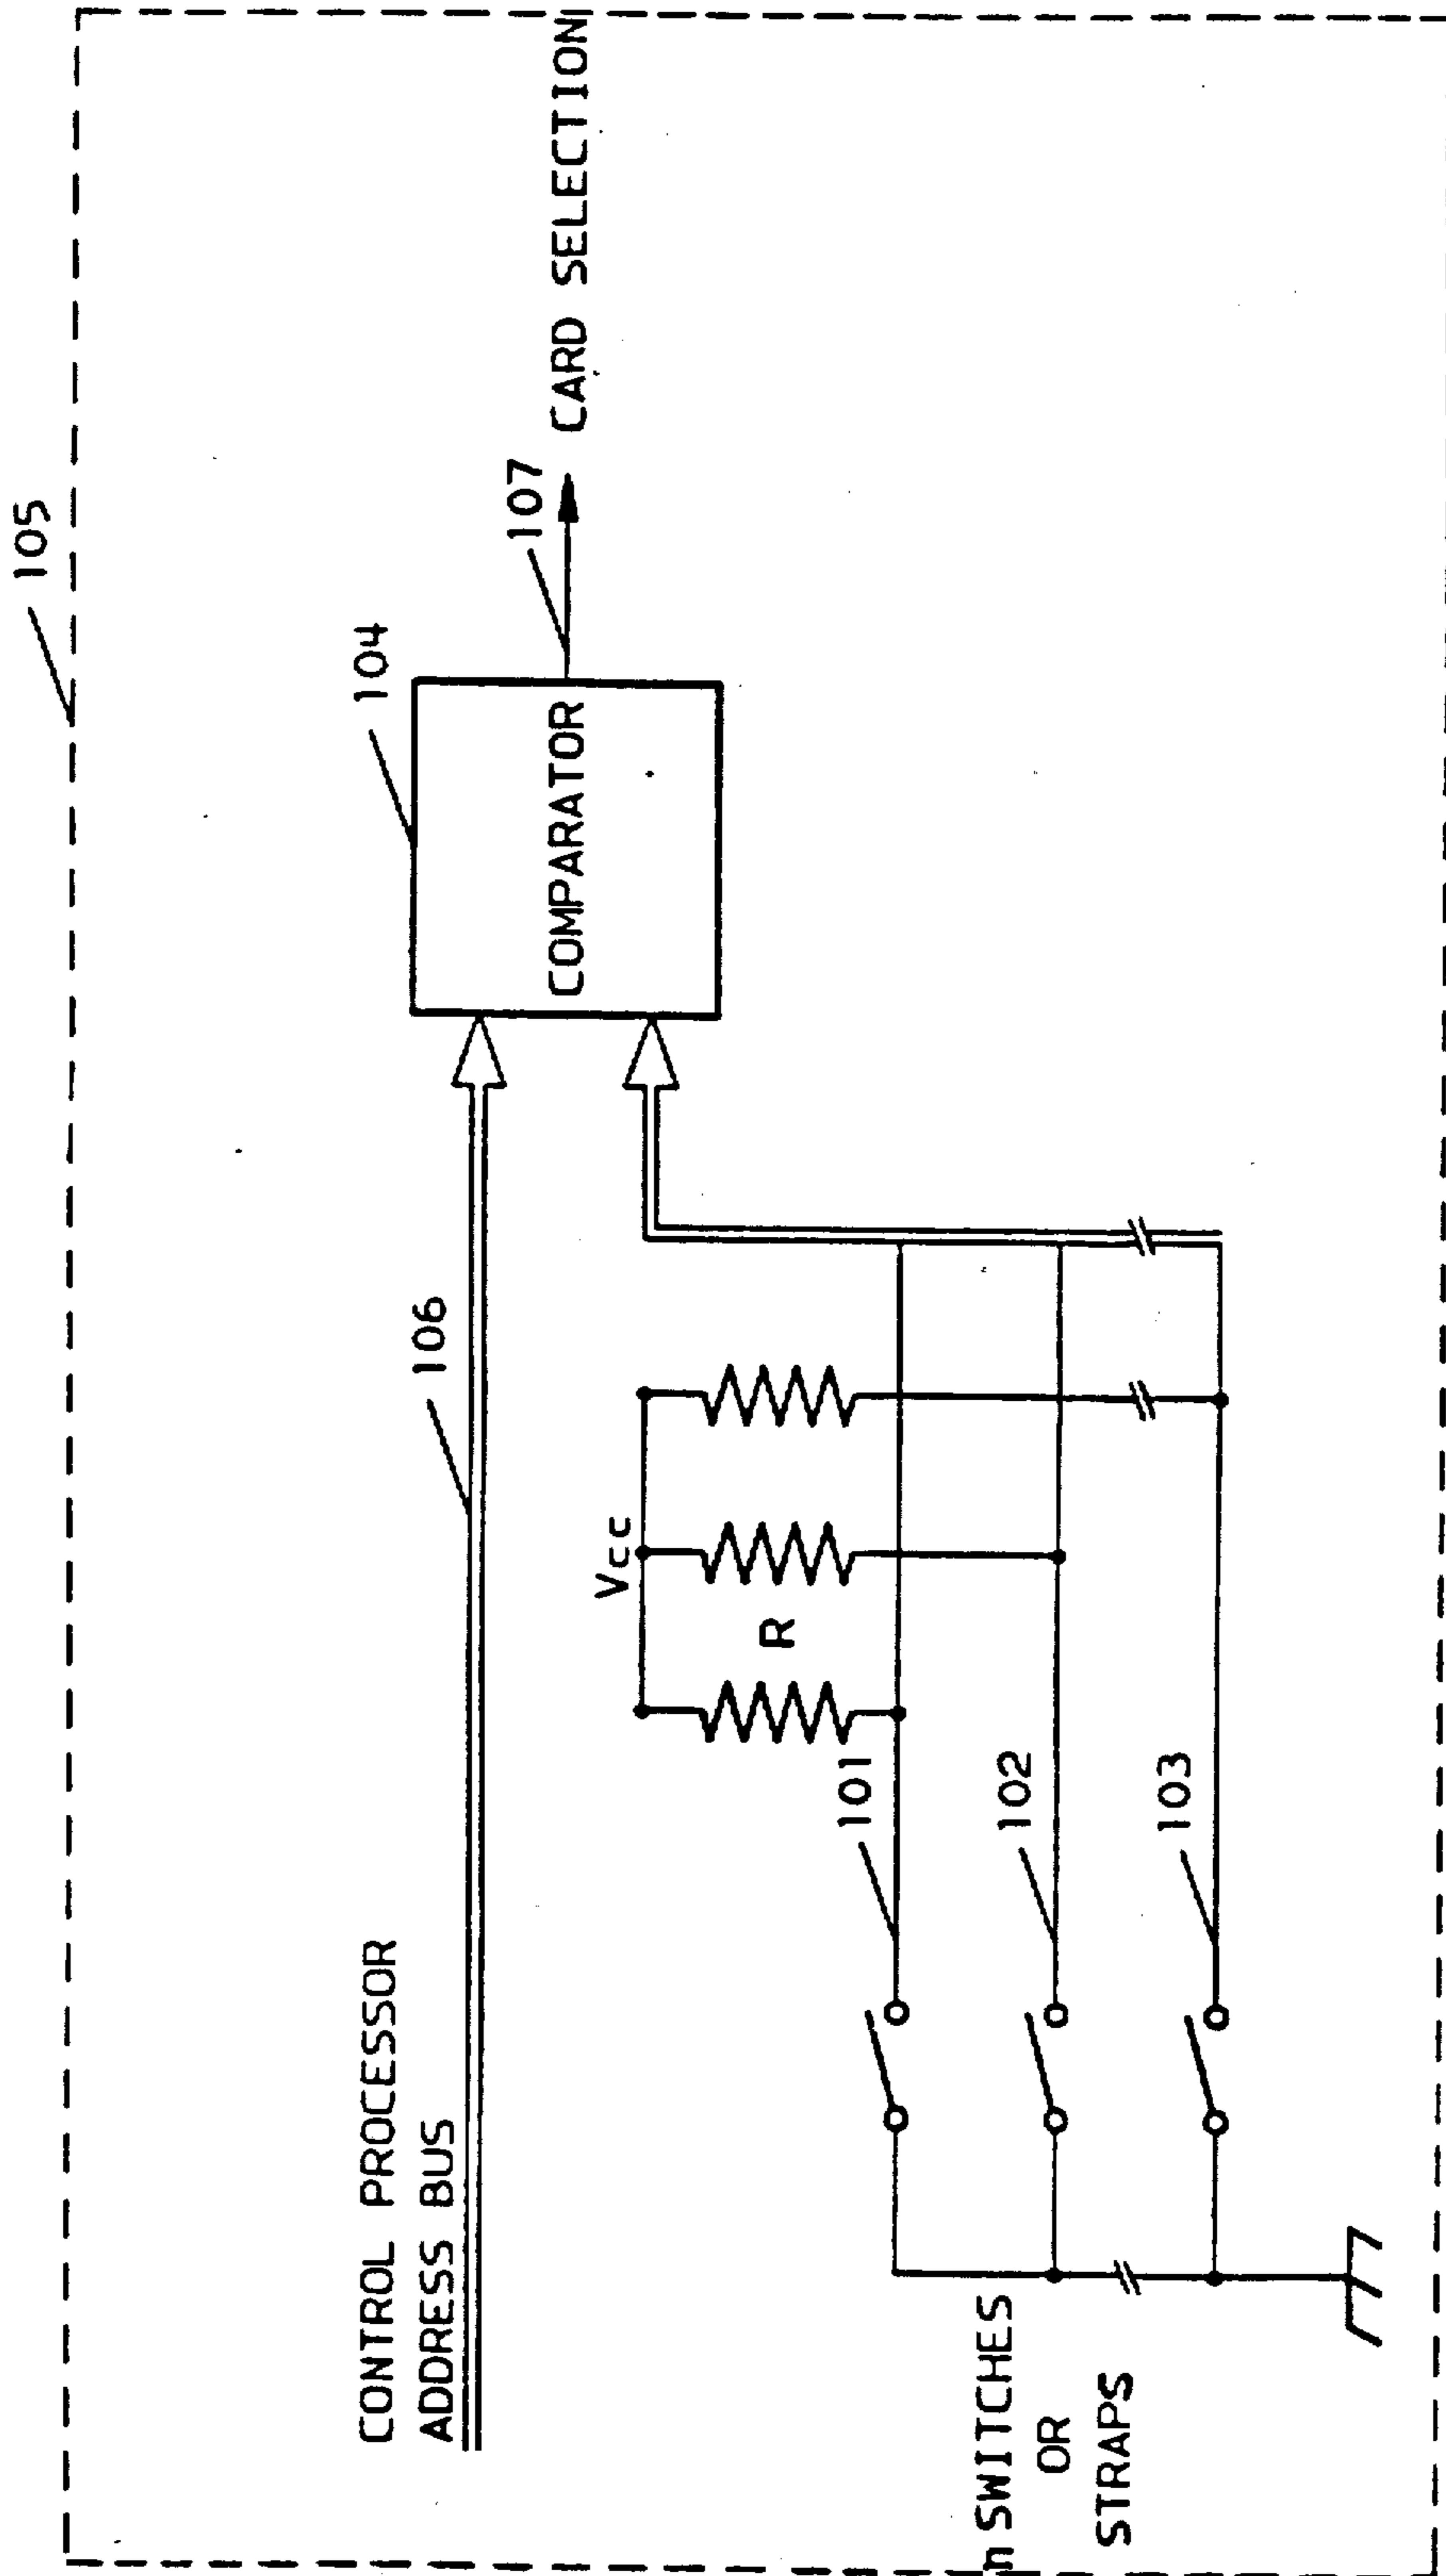 105
CONTROL PROCESSOR
ADDRESS BUS
106
104
COMPARATOR
107
CARD SELECTION
Vcc
R
101
102
103
n SWITCHES
OR
STRAPS